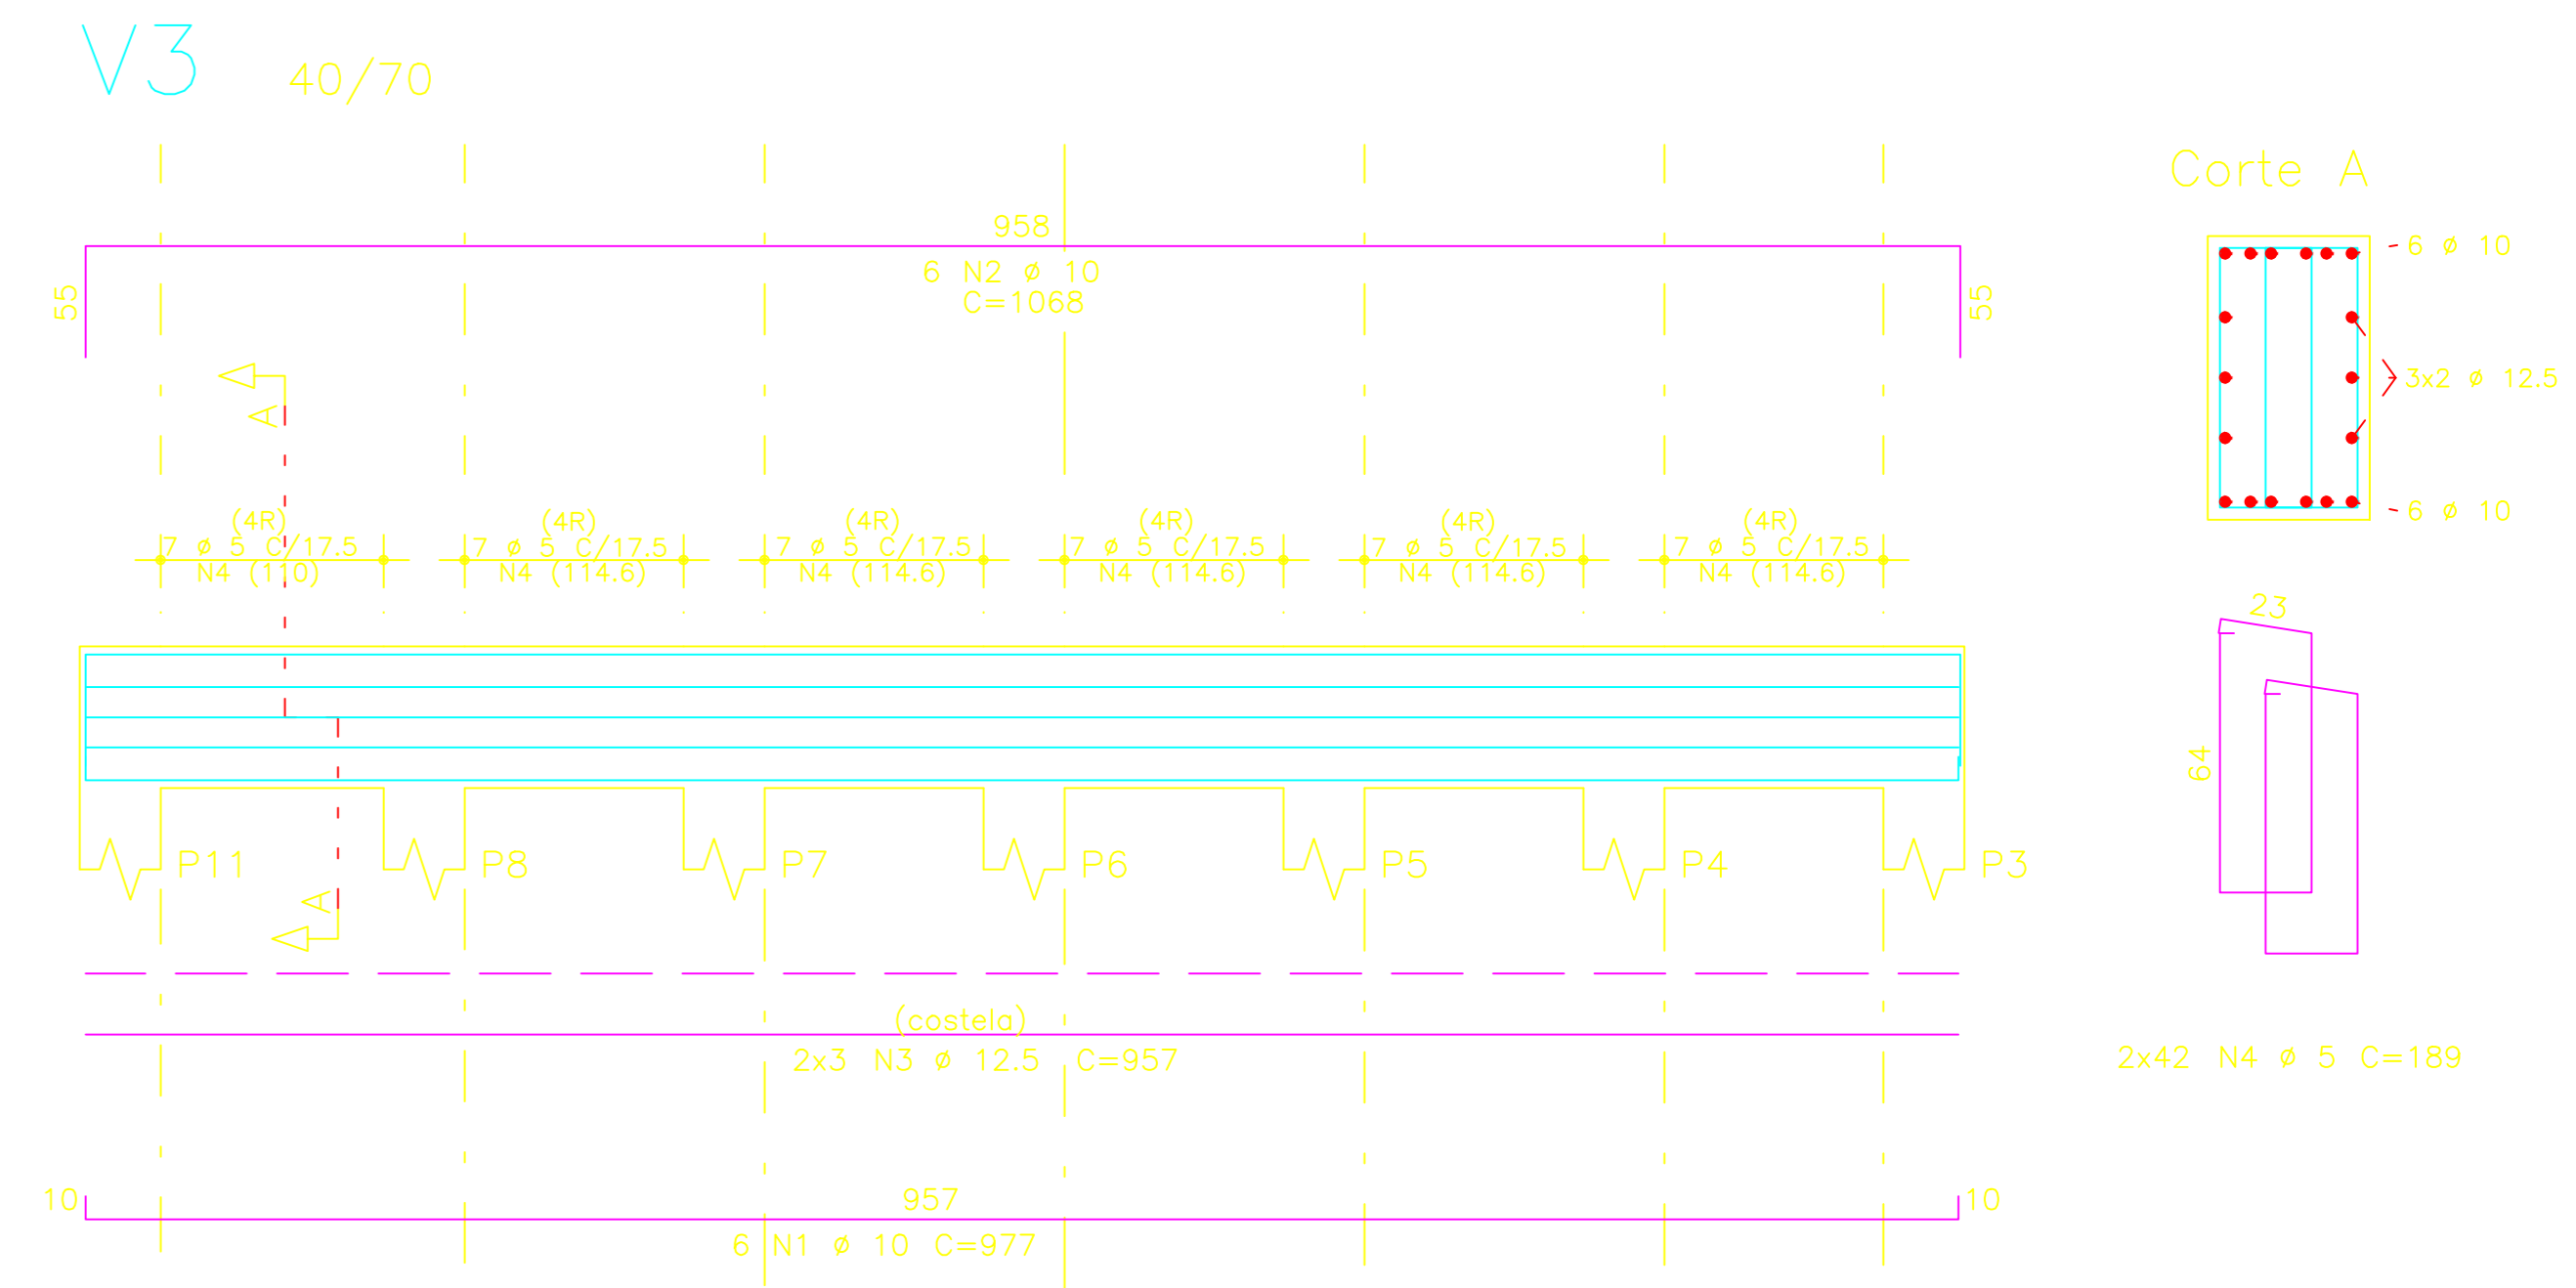 V3 40/70
Corte A
958
6 N2 ø 10
C=1068
55
55
6 ø 10
3x2 ø 12.5
6 ø 10
A
(4R)
7 ø 5 C/17.5
N4 (110)
(4R)
7 ø 5 C/17.5
N4 (114.6)
(4R)
7 ø 5 C/17.5
N4 (114.6)
(4R)
7 ø 5 C/17.5
N4 (114.6)
(4R)
7 ø 5 C/17.5
N4 (114.6)
(4R)
7 ø 5 C/17.5
N4 (114.6)
23
64
P11 P8 P7 P6 P5 P4 P3
A
(costela)
2x3 N3 ø 12.5 C=957
2x42 N4 ø 5 C=189
10
957
10
6 N1 ø 10 C=977